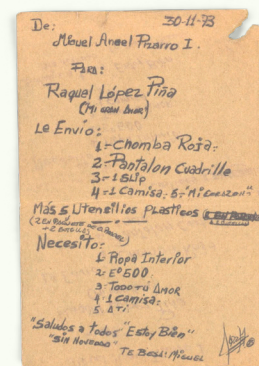 De: 30-11-73
Miguel Angel Pizarro I.
Para:
Raquel López Piña
(Mi gran Amor)
Le Envio:
1-Chomba Roja-
2-Pantalon Cuadrille
3-1 Slip
4-1 Camisa. 5-"Mi corazon"
Más 5 Utensilios Plasticos
Necesito:
1 Ropa Interior
2 Eº500.
3 Todo tu Amor
4 1 Camisa.
5. A Ti.
"Saludos a todos Estoy Bien"
"Sin Novedad"
Te Besa: Miguel